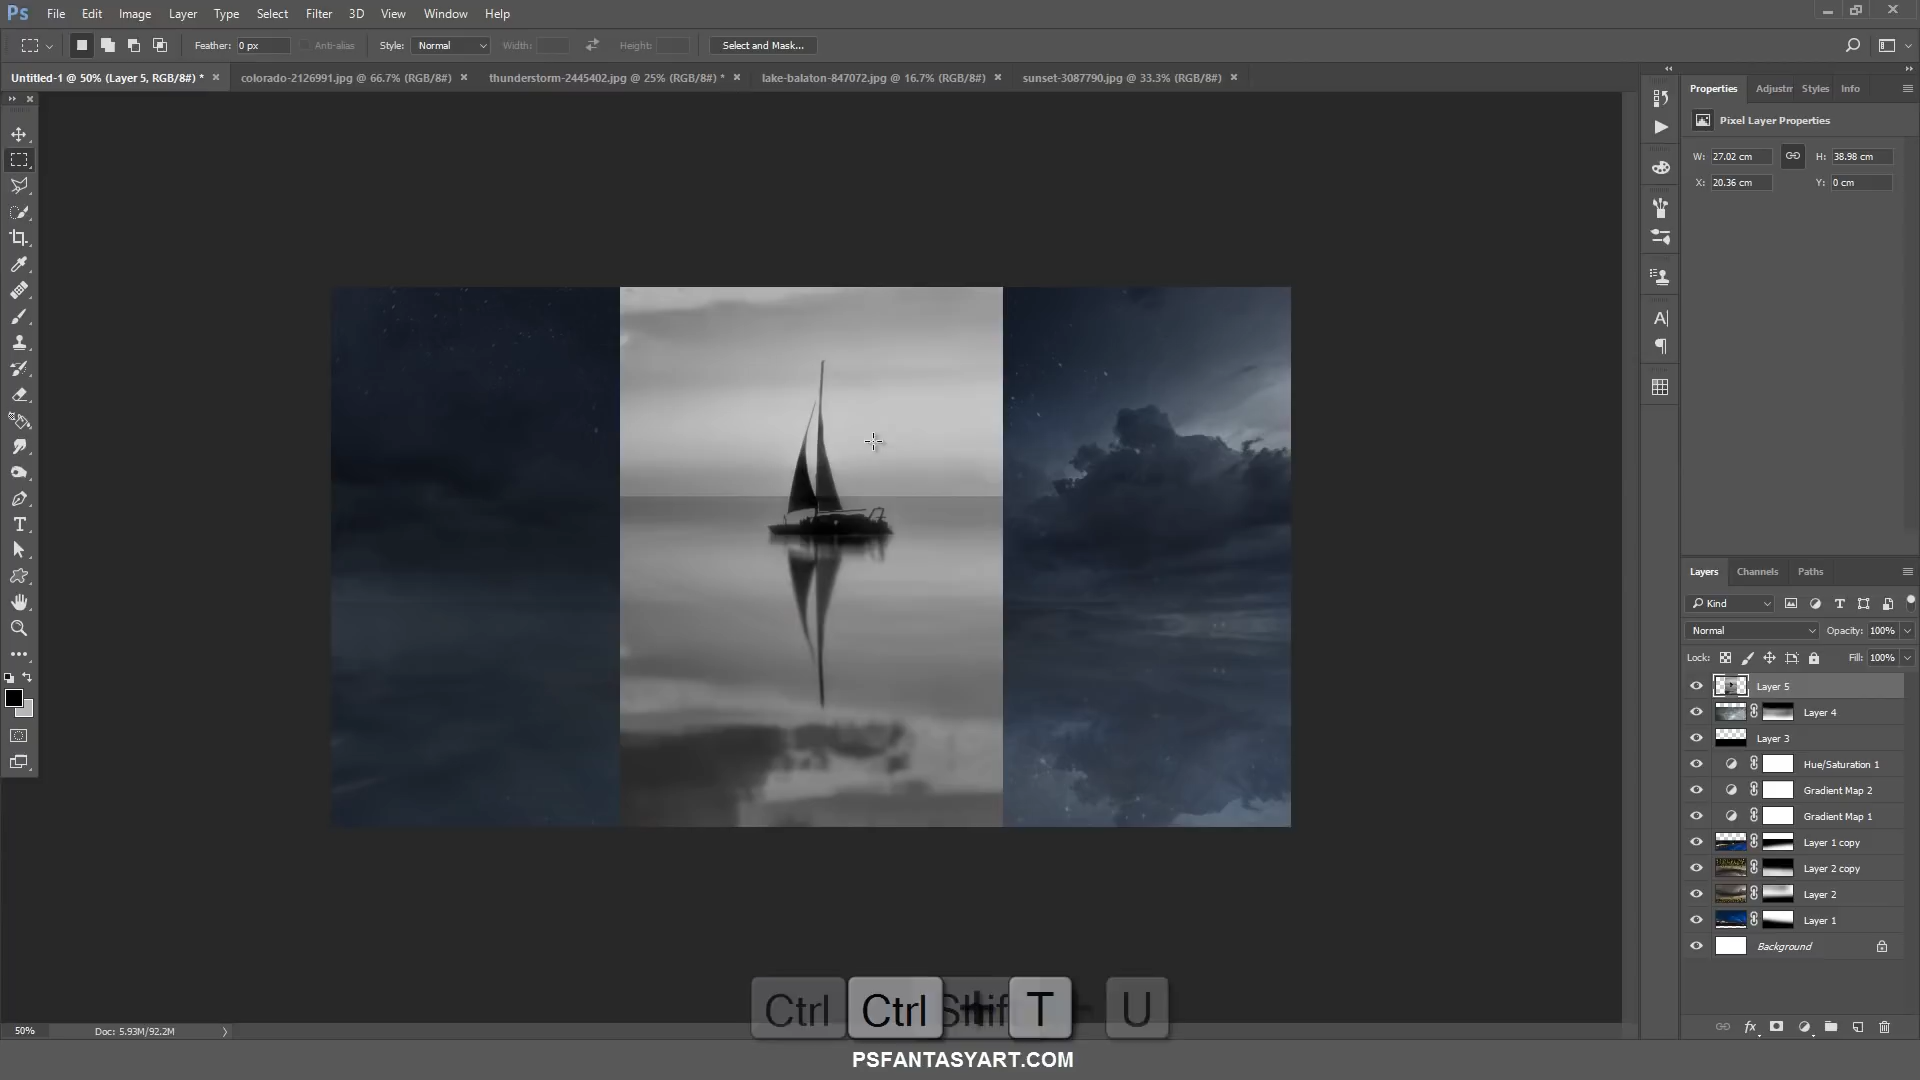 Ps File Edit Image Layer Type Select Filter 3D View Window Help
Feather: 0 px Anti-alias Style: Normal Width: Height: Select and Mask...
Untitled-1 @ 50% (Layer 5, RGB/8#) * × colorado-2126991.jpg @ 66.7% (RGB/8#) × thunderstorm-2445402.jpg @ 25% (RGB/8#) * × lake-balaton-847072.jpg @ 16.7% (RGB/8#) × sunset-3087790.jpg @ 33.3% (RGB/8#) ×
Properties Adjustm Styles Info
Pixel Layer Properties
W: 27.02 cm H: 38.98 cm
X: 20.36 cm Y: 0 cm
Layers Channels Paths
Kind
Normal Opacity: 100%
Lock: Fill: 100%
Layer 5
Layer 4
Layer 3
Hue/Saturation 1
Gradient Map 2
Gradient Map 1
Layer 1 copy
Layer 2 copy
Layer 2
Layer 1
Background
Ctrl Ctrl Shif + T U
50% Doc: 5.93M/92.2M
fx
PSFANTASYART.COM